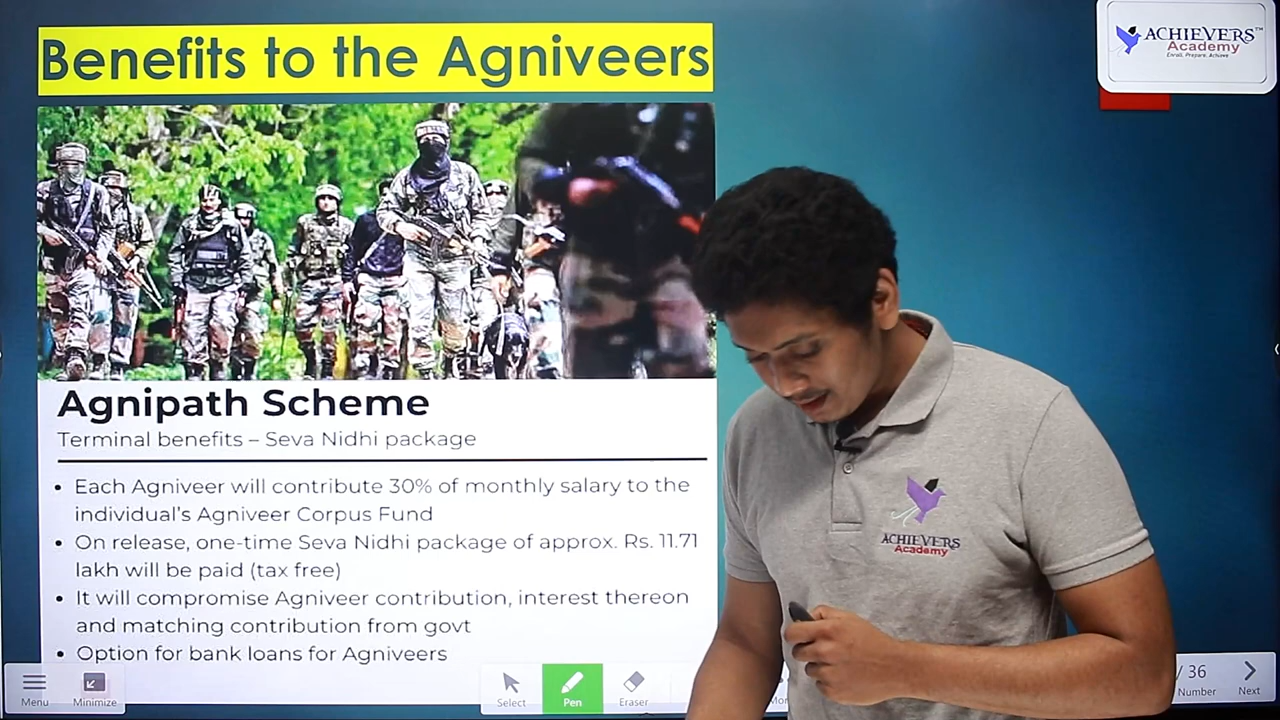 Benefits to the Agniveers
ACHIEVERS™
Academy
Enroll. Prepare. Achieve
Agnipath Scheme
Terminal benefits – Seva Nidhi package
• Each Agniveer will contribute 30% of monthly salary to the
individual's Agniveer Corpus Fund
• On release, one-time Seva Nidhi package of approx. Rs. 11.71
lakh will be paid (tax free)
• It will compromise Agniveer contribution, interest thereon
and matching contribution from govt
• Option for bank loans for Agniveers
ACHIEVERS
Academy
Menu
Minimize
Select
Pen
Eraser
/ 36
Number
Next